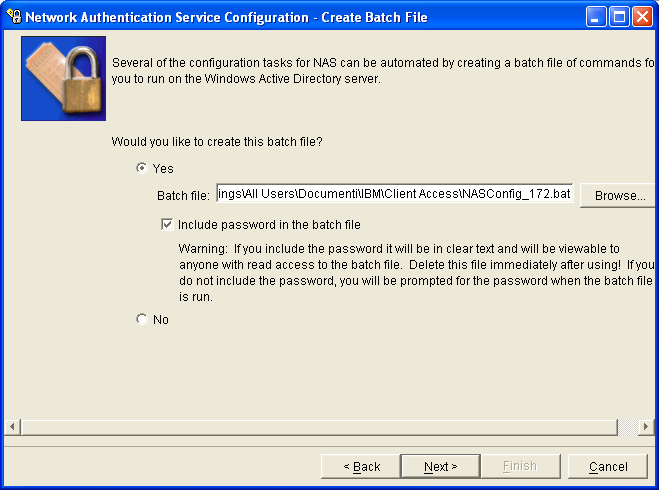 Network Authentication Service Configuration - Create Batch File
Several of the configuration tasks for NAS can be automated by creating a batch file of commands fo
you to run on the Windows Active Directory server.
Would you like to create this batch file?
Yes
Batch file: ings\All Users\Documenti\IBM\Client Access\NASConfig_172.bat Browse...
Include password in the batch file
Warning: If you include the password it will be in clear text and will be viewable to
anyone with read access to the batch file. Delete this file immediately after using! If you
do not include the password, you will be prompted for the password when the batch file
is run.
No
< Back Next > Finish Cancel